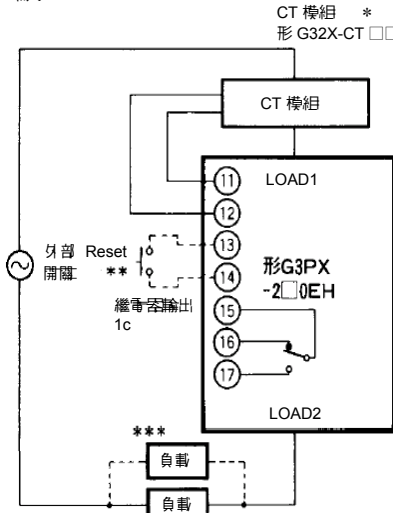 CT 模組 *
形 G32X-CT □□
CT 模組
11
LOAD1
12
外部 Reset
開關 **
13
14
形G3PX
-2□0EH
繼電器輸出
1c
15
16
17
LOAD2
***
負載
負載